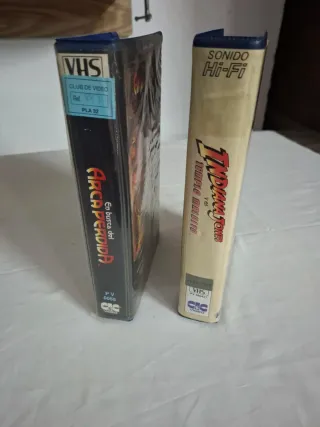 VHS
CLUB DE VIDEO
En busca del
ARCA PERDIDA
CIC
SONIDO
Hi-Fi
INDIANA JONES
Y EL
TEMPLO MALDITO
VHS
CIC